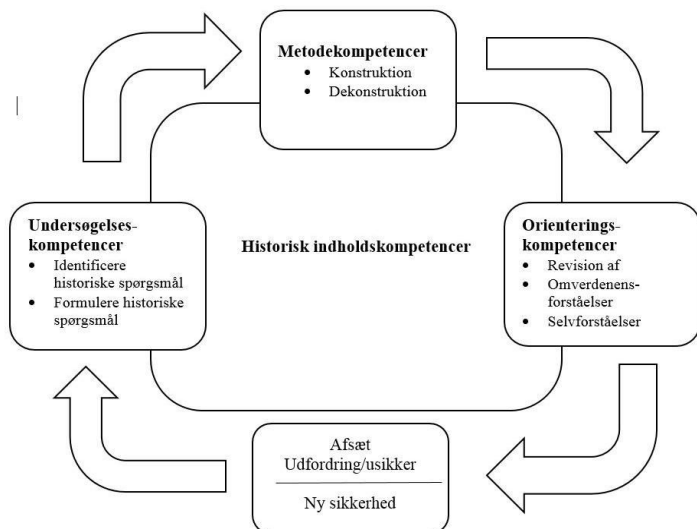 Metodekompetencer
• Konstruktion
• Dekonstruktion
Undersøgelses-
kompetencer
• Identificere
historiske spørgsmål
• Formulere historiske
spørgsmål
Historisk indholdskompetencer
Orienterings-
kompetencer
• Revision af
• Omverdenens-
forståelser
• Selvforståelser
Afsæt
Udfordring/usikker
Ny sikkerhed